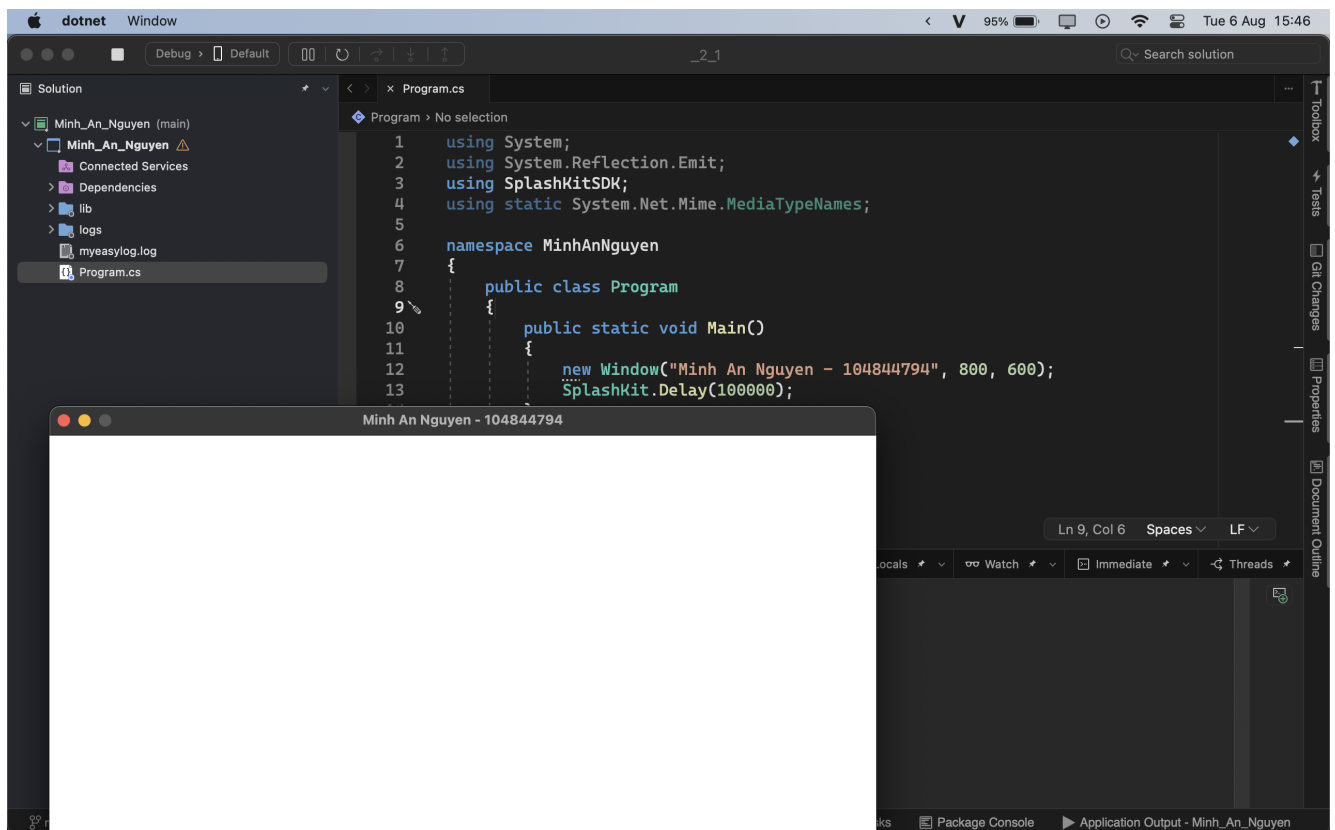 dotnet Window
V 95% Tue 6 Aug 15:46
Debug > Default
_2_1
Search solution
Solution
Minh_An_Nguyen (main)
Minh_An_Nguyen
Connected Services
Dependencies
lib
logs
myeasylog.log
Program.cs
× Program.cs
Program > No selection
1 using System;
2 using System.Reflection.Emit;
3 using SplashKitSDK;
4 using static System.Net.Mime.MediaTypeNames;
5
6 namespace MinhAnNguyen
7 {
8 public class Program
9 {
10 public static void Main()
11 {
12 new Window("Minh An Nguyen – 104844794", 800, 600);
13 SplashKit.Delay(100000);
Minh An Nguyen - 104844794
Ln 9, Col 6 Spaces LF
Watch Immediate Threads
Package Console Application Output - Minh_An_Nguyen
Toolbox
Tests
Git Changes
Properties
Document Outline